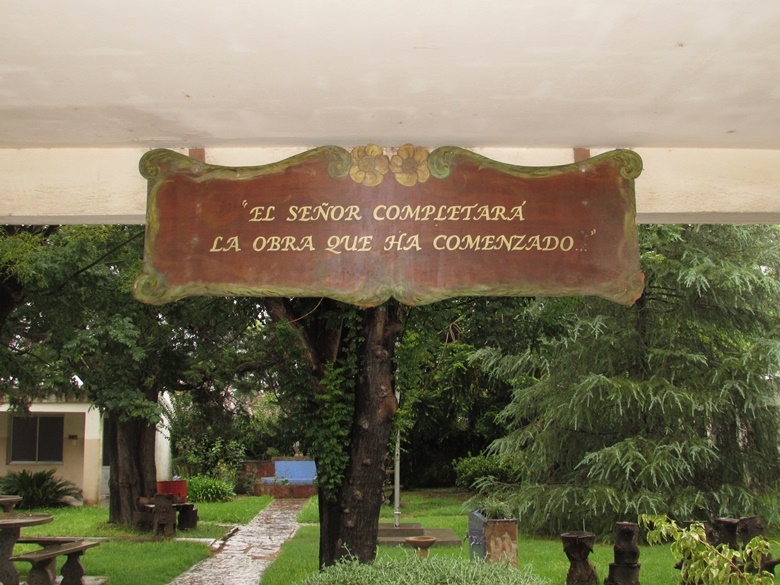 "EL SEÑOR COMPLETARÁ
LA OBRA QUE HA COMENZADO..."